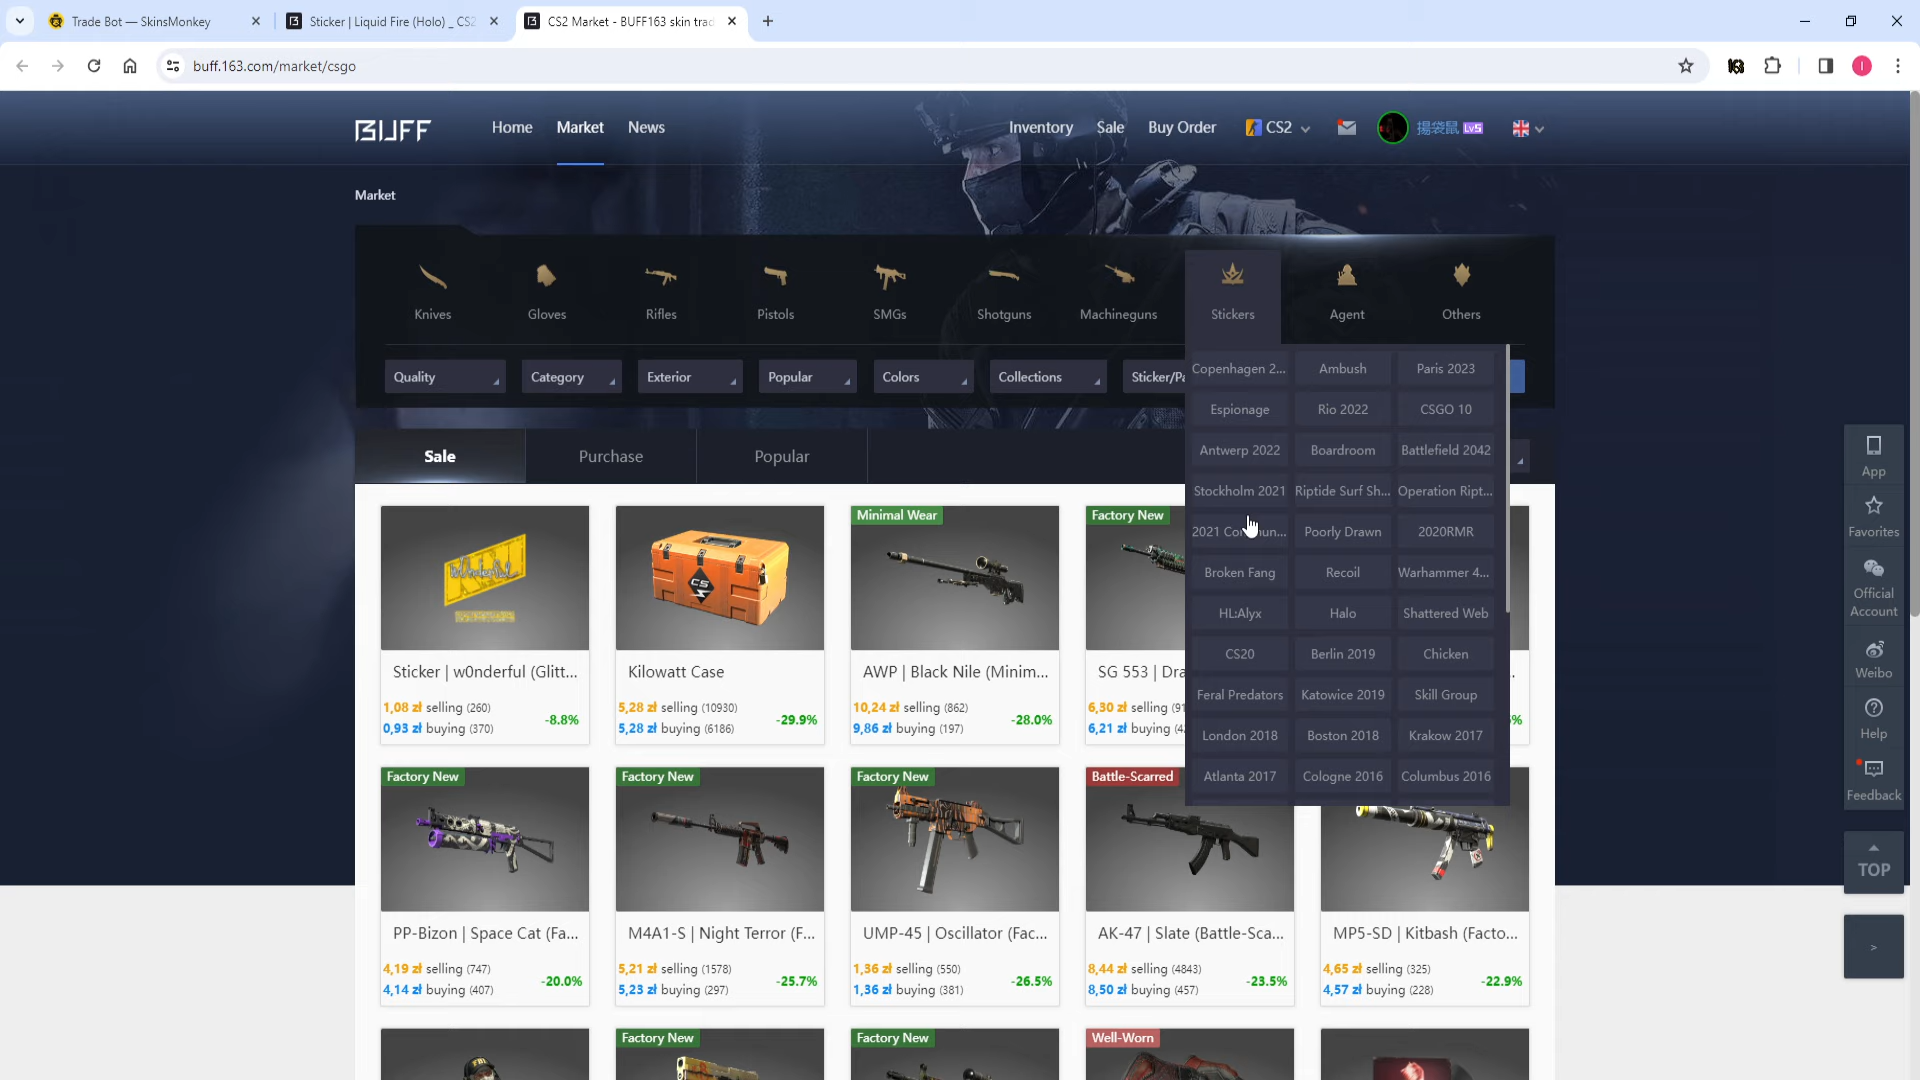 Trade Bot — SkinsMonkey
Sticker | Liquid Fire (Holo) _ CS2
CS2 Market - BUFF163 skin trad
buff.163.com/market/csgo
BUFF
Home
Market
News
Inventory
Sale
Buy Order
CS2
揚袋鼠
Lv5
Market
Knives
Gloves
Rifles
Pistols
SMGs
Shotguns
Machineguns
Stickers
Agent
Others
Quality
Category
Exterior
Popular
Colors
Collections
Sticker/Pa
Copenhagen 2...
Ambush
Paris 2023
Espionage
Rio 2022
CSGO 10
Antwerp 2022
Boardroom
Battlefield 2042
Stockholm 2021
Riptide Surf Sh...
Operation Ript...
2021 Commun...
Poorly Drawn
2020RMR
Broken Fang
Recoil
Warhammer 4...
HL:Alyx
Halo
Shattered Web
CS20
Berlin 2019
Chicken
Feral Predators
Katowice 2019
Skill Group
London 2018
Boston 2018
Krakow 2017
Atlanta 2017
Cologne 2016
Columbus 2016
Sale
Purchase
Popular
Sticker | w0nderful (Glitt...
1,08 zł selling (260)
0,93 zł buying (370)
-8.8%
Kilowatt Case
5,28 zł selling (10930)
5,28 zł buying (6186)
-29.9%
Minimal Wear
AWP | Black Nile (Minim...
10,24 zł selling (862)
9,86 zł buying (197)
-28.0%
Factory New
SG 553 | Dra
6,30 zł selling (91
6,21 zł buying (4
Factory New
PP-Bizon | Space Cat (Fa...
4,19 zł selling (747)
4,14 zł buying (407)
-20.0%
Factory New
M4A1-S | Night Terror (F...
5,21 zł selling (1578)
5,23 zł buying (297)
-25.7%
Factory New
UMP-45 | Oscillator (Fac...
1,36 zł selling (550)
1,36 zł buying (381)
-26.5%
Battle-Scarred
AK-47 | Slate (Battle-Sca...
8,44 zł selling (4843)
8,50 zł buying (457)
-23.5%
MP5-SD | Kitbash (Facto...
4,65 zł selling (325)
4,57 zł buying (228)
-22.9%
FBI
Factory New
Factory New
Well-Worn
App
Favorites
Official
Account
Weibo
Help
Feedback
TOP
>